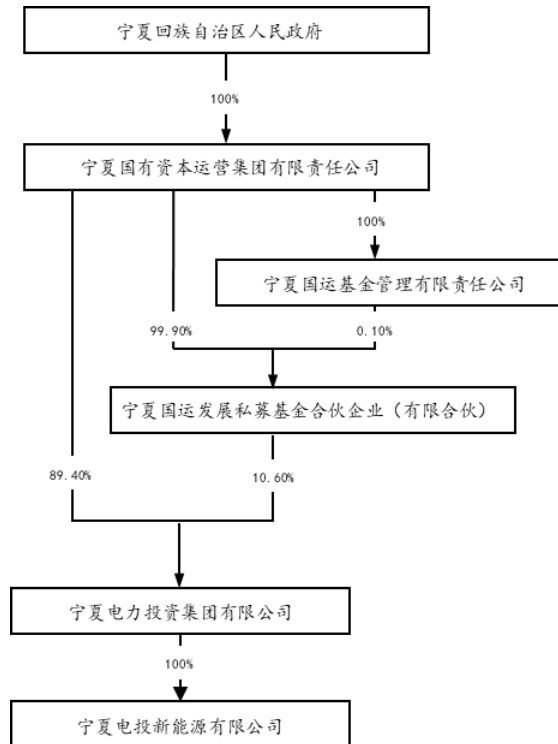 宁夏回族自治区人民政府
100%
宁夏国有资本运营集团有限责任公司
100%
宁夏国运基金管理有限责任公司
99.90%
0.10%
宁夏国运发展私募基金合伙企业（有限合伙）
89.40%
10.60%
宁夏电力投资集团有限公司
100%
宁夏电投新能源有限公司